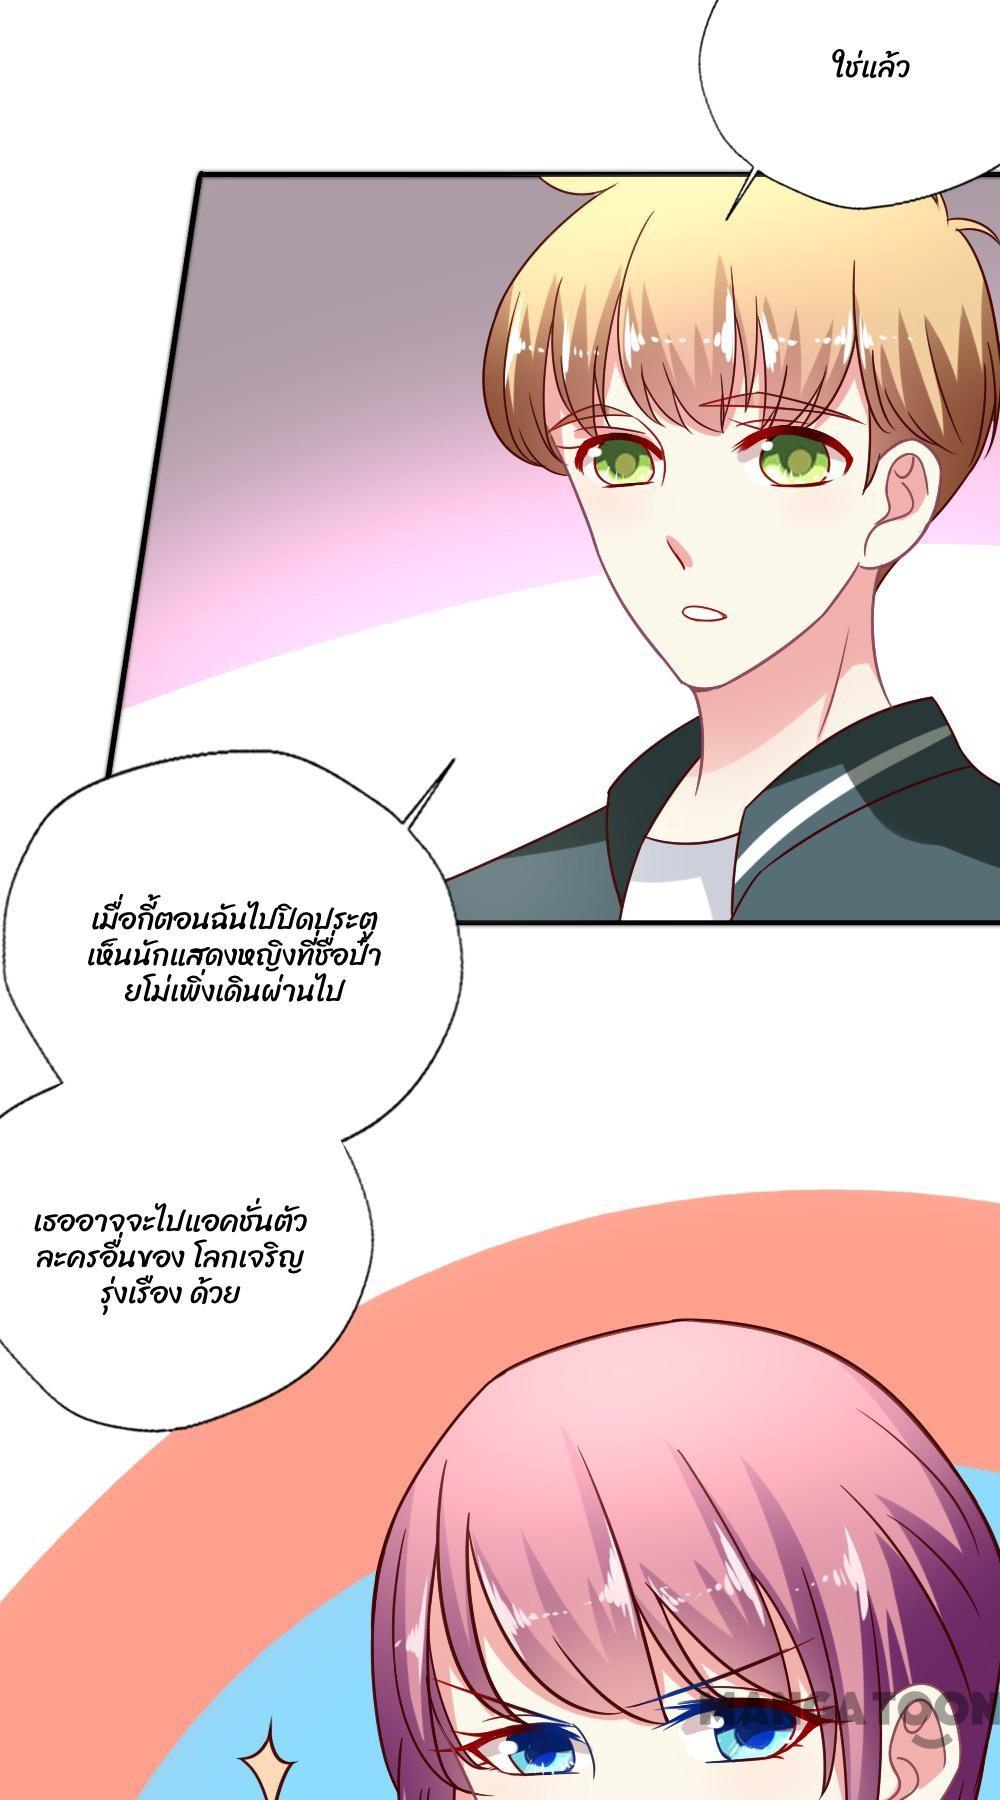 ใช่แล้ว
เมื่อกี้ตอนฉันไปปิดประตู
เห็นนักแสดงหญิงที่ชื่อป๋า
ยโม่เพิ่งเดินผ่านไป
เธออาจจะไปแอคชั่นตัว
ละครอื่นของ โลกเจริญ
รุ่งเรือง ด้วย
MANGATOON